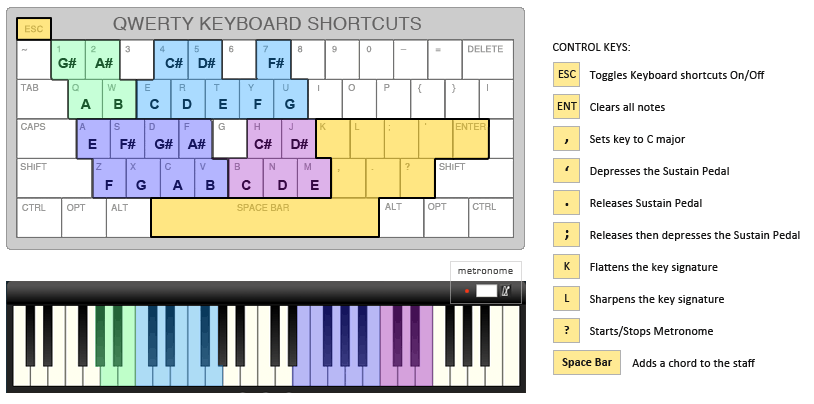 QWERTY KEYBOARD SHORTCUTS
ESC
~ 1 2 3 4 5 6 7 8 9 0 – = DELETE
G# A# C# D# F#
TAB Q W E R T Y U I O P { } |
A B C D E F G
CAPS A S D F G H J K L ; ' ENTER
E F# G# A# C# D#
SHiFT Z X C V B N M , . ? SHiFT
F G A B C D E
CTRL OPT ALT SPACE BAR ALT OPT CTRL
metronome
CONTROL KEYS:
ESC Toggles Keyboard shortcuts On/Off
ENT Clears all notes
, Sets key to C major
‘ Depresses the Sustain Pedal
. Releases Sustain Pedal
; Releases then depresses the Sustain Pedal
K Flattens the key signature
L Sharpens the key signature
? Starts/Stops Metronome
Space Bar Adds a chord to the staff